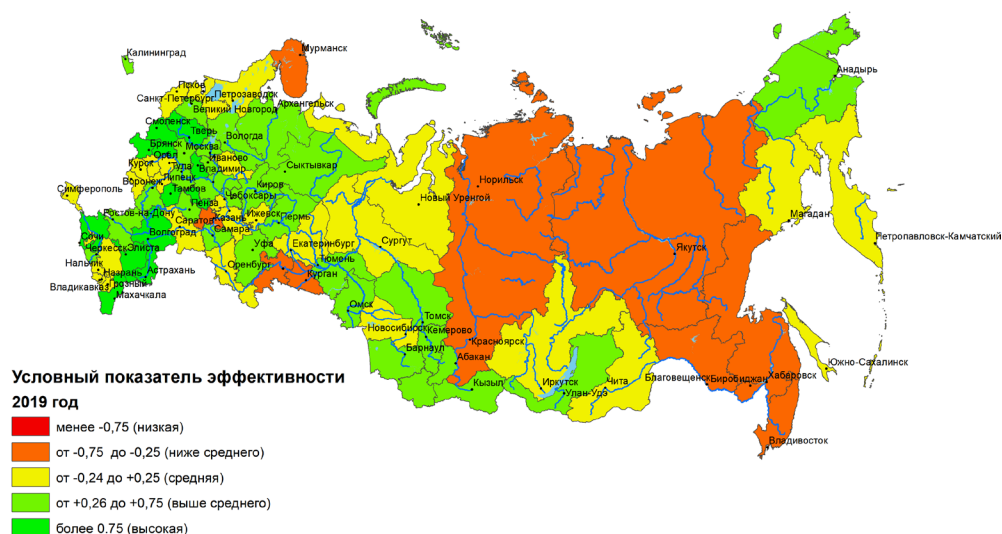 Мурманск
Калининград
Анадырь
Псков
Санкт-Петербург
Петрозаводск
Великий Новгород
Архангельск
Смоленск
Тверь
Вологда
Брянск
Москва
Орёл
Иваново
Курск
Тула
Владимир
Сыктывкар
Норильск
Воронеж
Липецк
Симферополь
Тамбов
Киров
Чебоксары
Новый Уренгой
Пенза
Ростов-на-Дону
Казань
Ижевск
Пермь
Магадан
Саратов
Самара
Петропавловск-Камчатский
Сочи
Волгоград
Уфа
Екатеринбург
Сургут
Якутск
Черкесск
Элиста
Тюмень
Нальчик
Оренбург
Назрань
Астрахань
Курган
Владикавказ
Грозный
Махачкала
Омск
Томск
Новосибирск
Кемерово
Красноярск
Барнаул
Абакан
Южно-Сахалинск
Условный показатель эффективности
Кызыл
Иркутск
Чита
Благовещенск
Биробиджан
Хабаровск
Улан-Удэ
2019 год
менее -0,75 (низкая)
Владивосток
от -0,75 до -0,25 (ниже среднего)
от -0,24 до +0,25 (средняя)
от +0,26 до +0,75 (выше среднего)
более 0.75 (высокая)